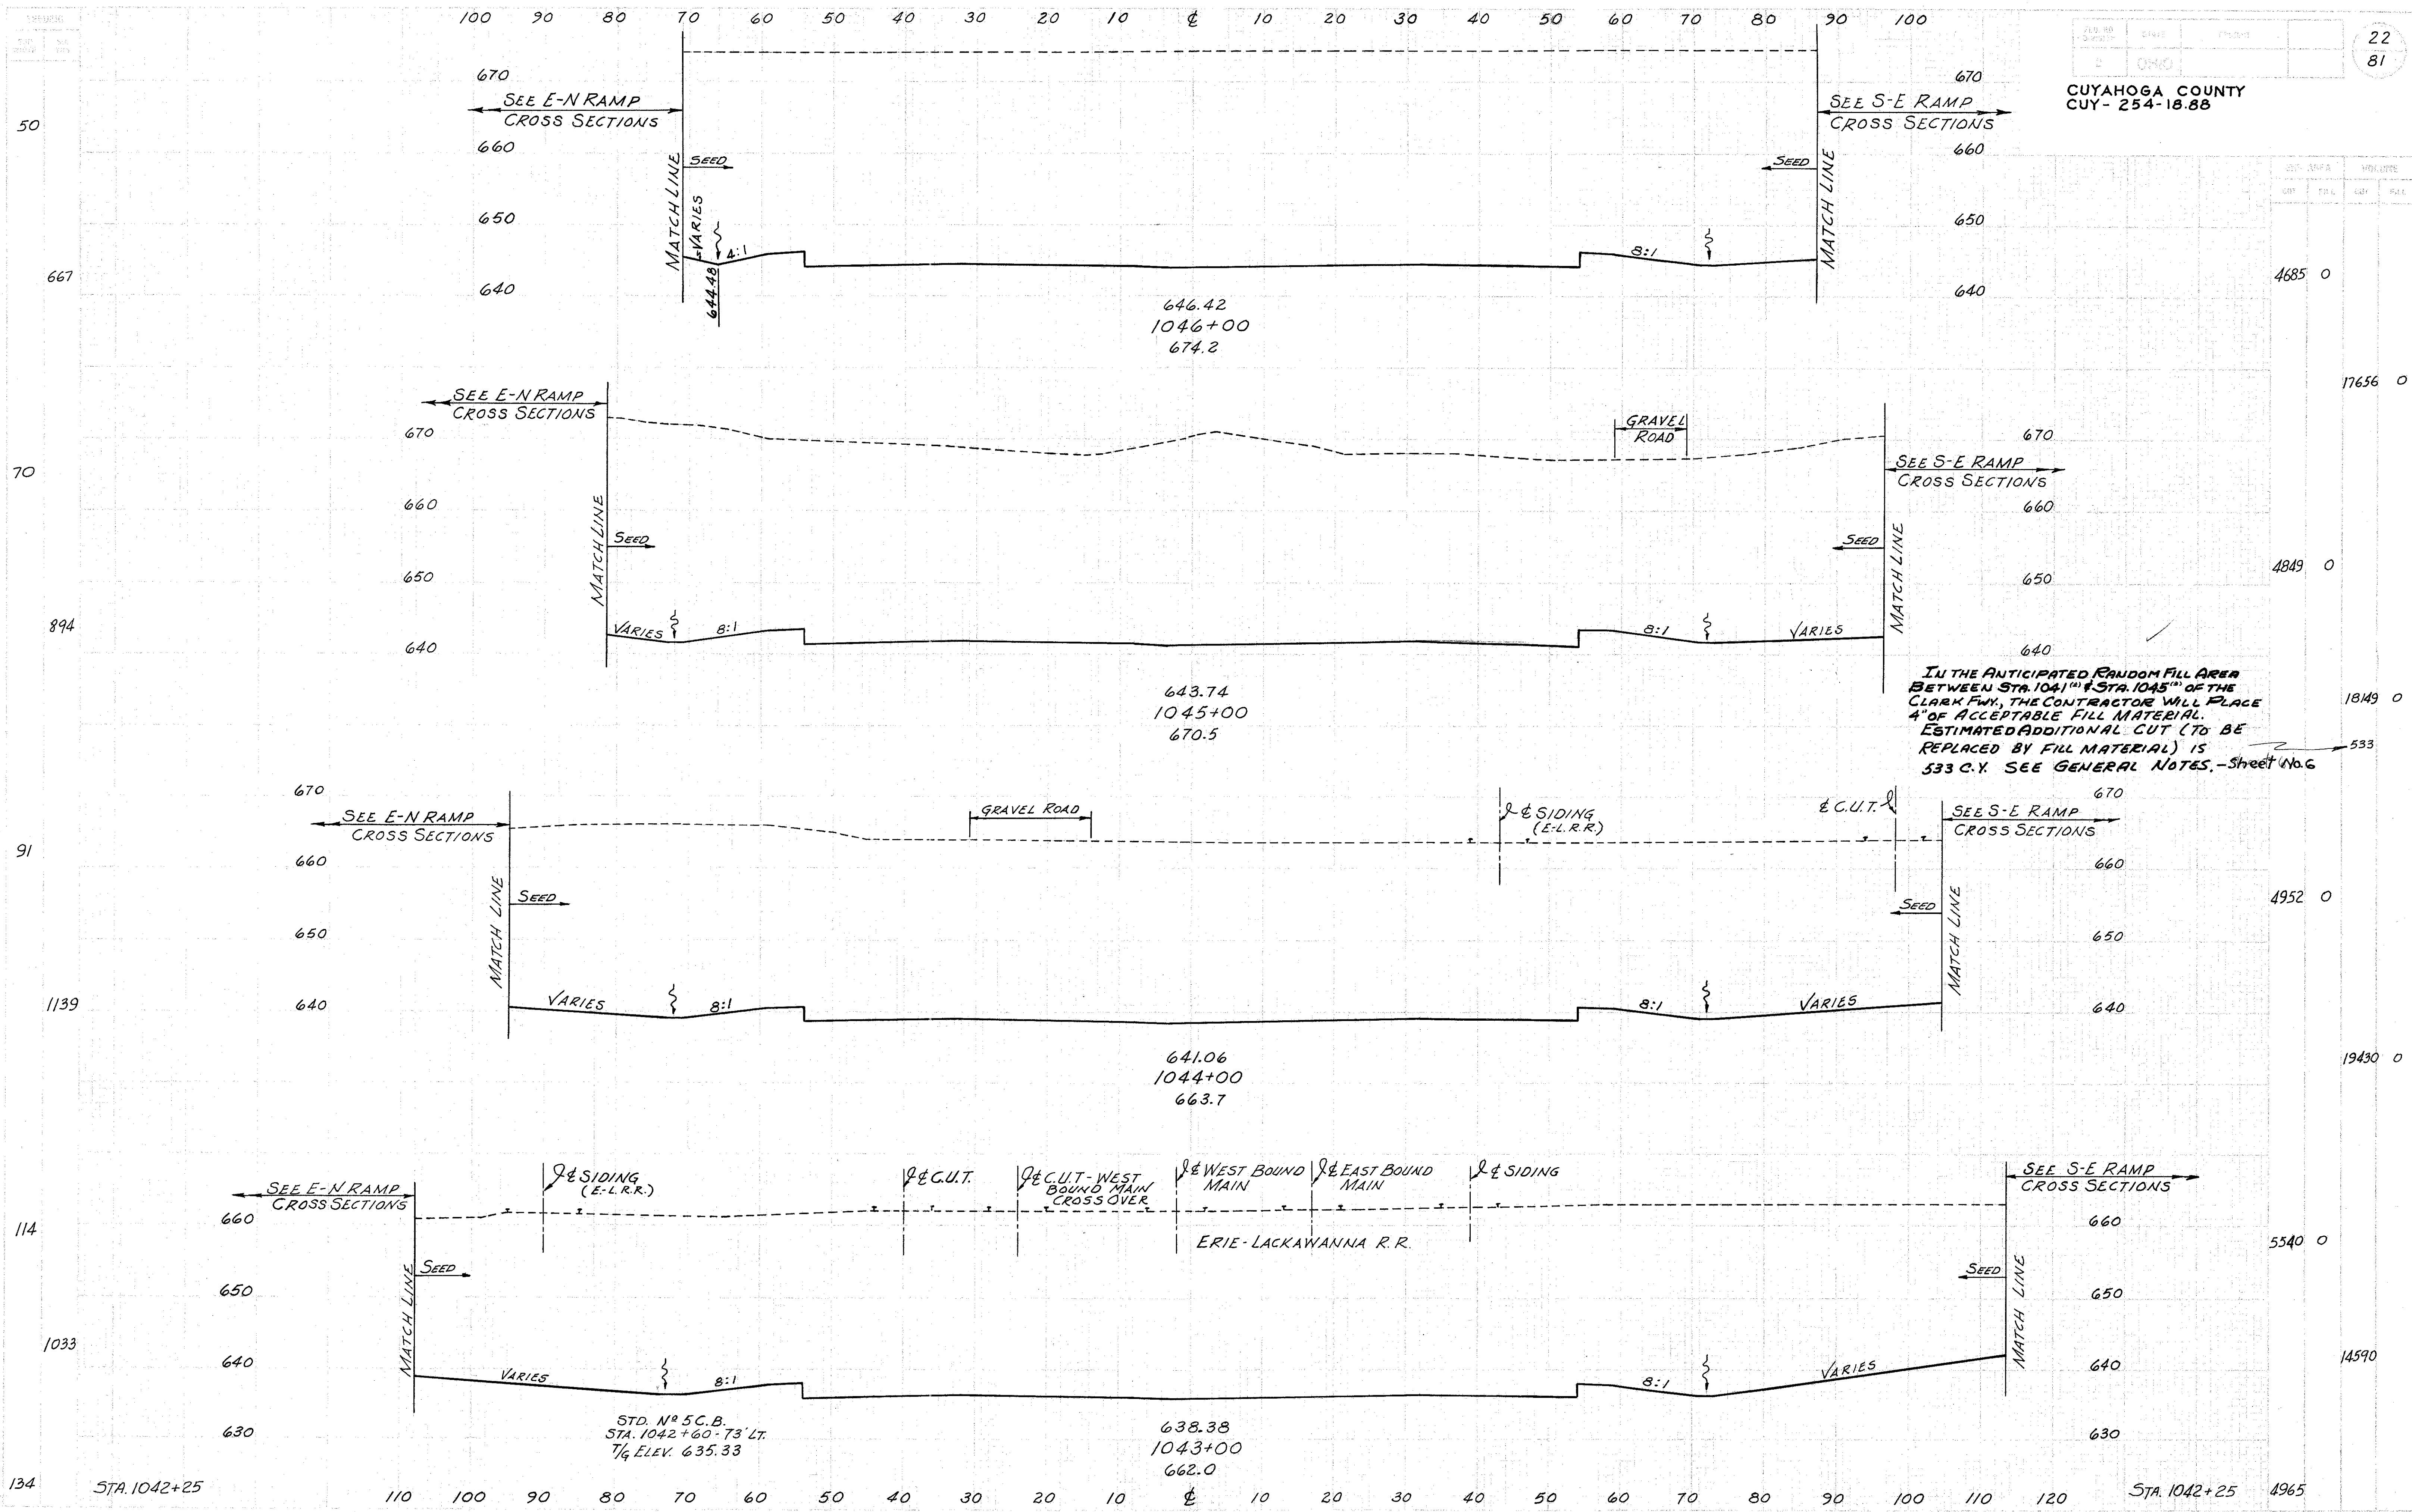 100 90 80 70 60 50 40 30 20 10 ℄ 10 20 30 40 50 60 70 80 90 100
22
81
OHIO
CUYAHOGA COUNTY
CUY-254-18.88
670 670
SEE E-N RAMP
CROSS SECTIONS
SEE S-E RAMP
CROSS SECTIONS
50
660 660
MATCH LINE
SEED
SEED
MATCH LINE
650 650
VARIES
4:1
8:1
644.48
667
4685 0
640 640
646.42
1046+00
674.2
17656 0
SEE E-N RAMP
CROSS SECTIONS
GRAVEL
ROAD
670 670
SEE S-E RAMP
CROSS SECTIONS
70
660 660
MATCH LINE
SEED
SEED
MATCH LINE
4849 0
650 650
894
VARIES 8:1 8:1 VARIES
640 640
643.74
1045+00
670.5
IN THE ANTICIPATED RANDOM FILL AREA
BETWEEN STA. 1041(±) & STA. 1045(±) OF THE
CLARK FWY., THE CONTRACTOR WILL PLACE
4" OF ACCEPTABLE FILL MATERIAL.
ESTIMATED ADDITIONAL CUT (TO BE
REPLACED BY FILL MATERIAL) IS
533 C.Y. SEE GENERAL NOTES.-Sheet No.6
18149 0
533
670 670
SEE E-N RAMP
CROSS SECTIONS
GRAVEL ROAD
℄ SIDING
(E-L.R.R.)
℄ C.U.T.
SEE S-E RAMP
CROSS SECTIONS
91
660 660
MATCH LINE
SEED
SEED
MATCH LINE
4952 0
650 650
1139
VARIES 8:1 8:1 VARIES
640 640
641.06
1044+00
663.7
19430 0
SEE E-N RAMP
CROSS SECTIONS
℄ SIDING
(E-L.R.R.)
℄ C.U.T.
℄ C.U.T-WEST
BOUND MAIN
CROSSOVER
℄ WEST BOUND
MAIN
℄ EAST BOUND
MAIN
℄ SIDING
SEE S-E RAMP
CROSS SECTIONS
660 660
ERIE-LACKAWANNA R.R.
114
5540 0
MATCH LINE
SEED
SEED
MATCH LINE
650 650
1033
640 640
14590
VARIES 8:1 8:1 VARIES
STD. Nº 5 C.B.
STA. 1042+60-73' LT.
T/G ELEV. 635.33
638.38
1043+00
662.0
630 630
134 STA. 1042+25
STA. 1042+25 4965
110 100 90 80 70 60 50 40 30 20 10 ℄ 10 20 30 40 50 60 70 80 90 100 110 120